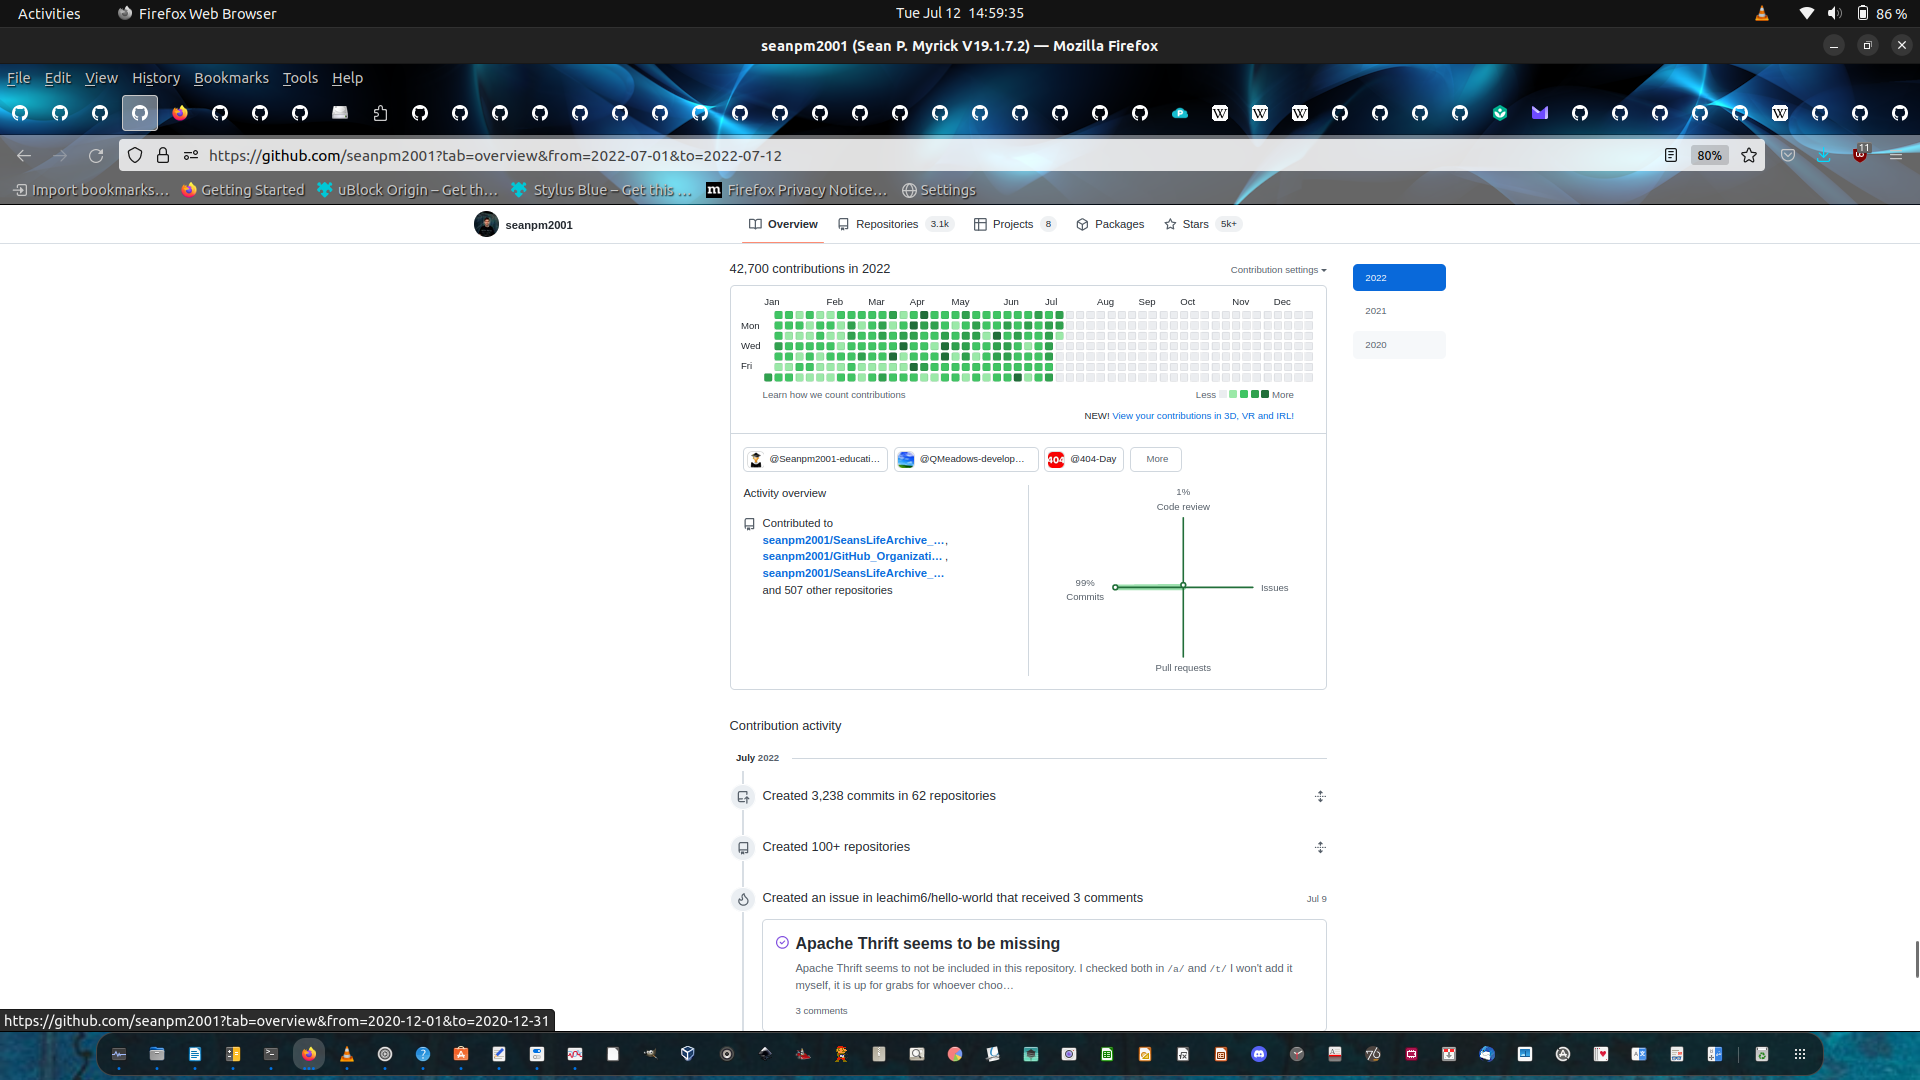 Activities
Firefox Web Browser
Tue Jul 12 14:59:35
86 %
seanpm2001 (Sean P. Myrick V19.1.7.2) — Mozilla Firefox
File Edit View History Bookmarks Tools Help
https://github.com/seanpm2001?tab=overview&from=2022-07-01&to=2022-07-12
80%
11
Import bookmarks…
Getting Started
uBlock Origin – Get th…
Stylus Blue – Get this …
Firefox Privacy Notice…
Settings
seanpm2001
Overview
Repositories 3.1k
Projects 8
Packages
Stars 5k+
42,700 contributions in 2022
Contribution settings
2022
2021
2020
Jan Feb Mar Apr May Jun Jul Aug Sep Oct Nov Dec
Mon
Wed
Fri
Learn how we count contributions
Less More
NEW! View your contributions in 3D, VR and IRL!
@Seanpm2001-educati…
@QMeadows-develop…
404 @404-Day
More
Activity overview
Contributed to
seanpm2001/SeansLifeArchive_…,
seanpm2001/GitHub_Organizati… ,
seanpm2001/SeansLifeArchive_…
and 507 other repositories
1%
Code review
99%
Commits
Issues
Pull requests
Contribution activity
July 2022
Created 3,238 commits in 62 repositories
Created 100+ repositories
Created an issue in leachim6/hello-world that received 3 comments
Jul 9
Apache Thrift seems to be missing
Apache Thrift seems to not be included in this repository. I checked both in /a/ and /t/ I won't add it
myself, it is up for grabs for whoever choo…
3 comments
https://github.com/seanpm2001?tab=overview&from=2020-12-01&to=2020-12-31